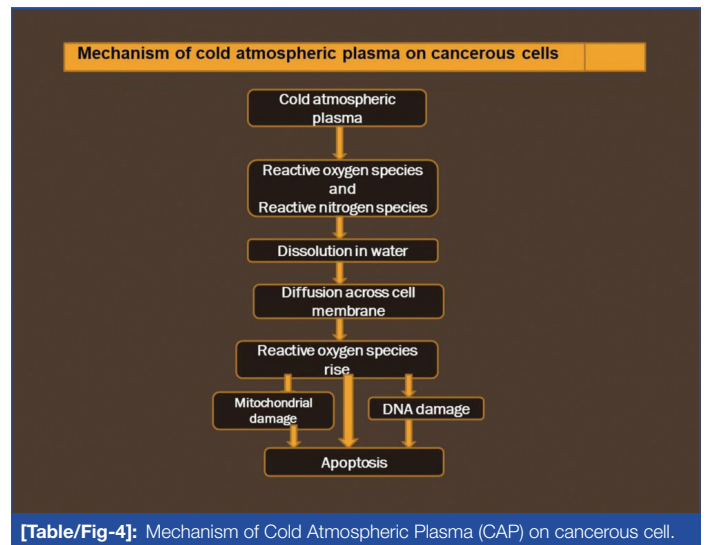 Mechanism of cold atmospheric plasma on cancerous cells
Cold atmospheric
plasma
Reactive oxygen species
and
Reactive nitrogen species
Dissolution in water
Diffusion across cell
membrane
Reactive oxygen species
rise
Mitochondrial
damage
DNA damage
Apoptosis
[Table/Fig-4]: Mechanism of Cold Atmospheric Plasma (CAP) on cancerous cell.